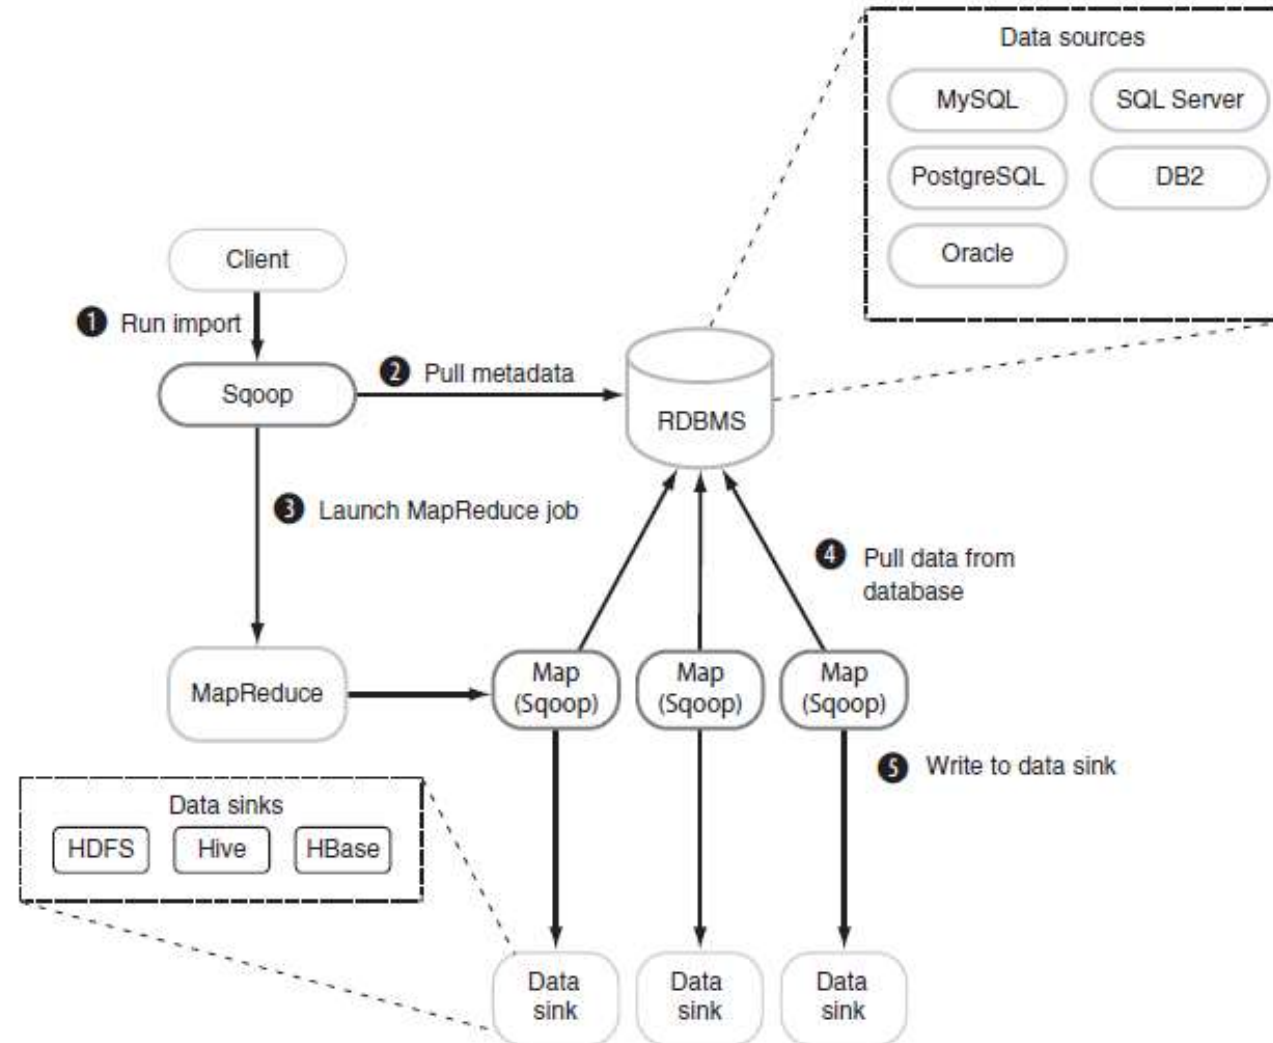 Data sources
MySQL
SQL Server
PostgreSQL
DB2
Oracle
Client
1 Run import
Sqoop
2 Pull metadata
RDBMS
3 Launch MapReduce job
4 Pull data from
database
MapReduce
Map
(Sqoop)
Map
(Sqoop)
Map
(Sqoop)
5 Write to data sink
Data sinks
HDFS
Hive
HBase
Data
sink
Data
sink
Data
sink